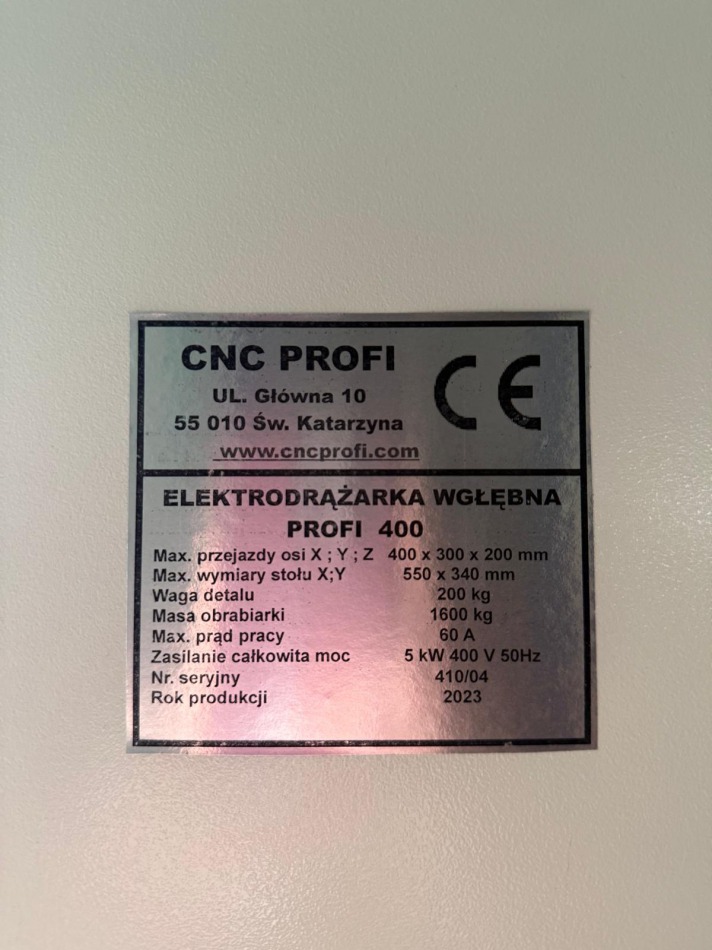 CNC PROFI
UL. Główna 10
55 010 Św. Katarzyna
www.cncprofi.com
CE
ELEKTRODRĄŻARKA WGŁĘBNA
PROFI 400
Max. przejazdy osi X ; Y ; Z 400 x 300 x 200 mm
Max. wymiary stołu X;Y 550 x 340 mm
Waga detalu 200 kg
Masa obrabiarki 1600 kg
Max. prąd pracy 60 A
Zasilanie całkowita moc 5 kW 400 V 50Hz
Nr. seryjny 410/04
Rok produkcji 2023